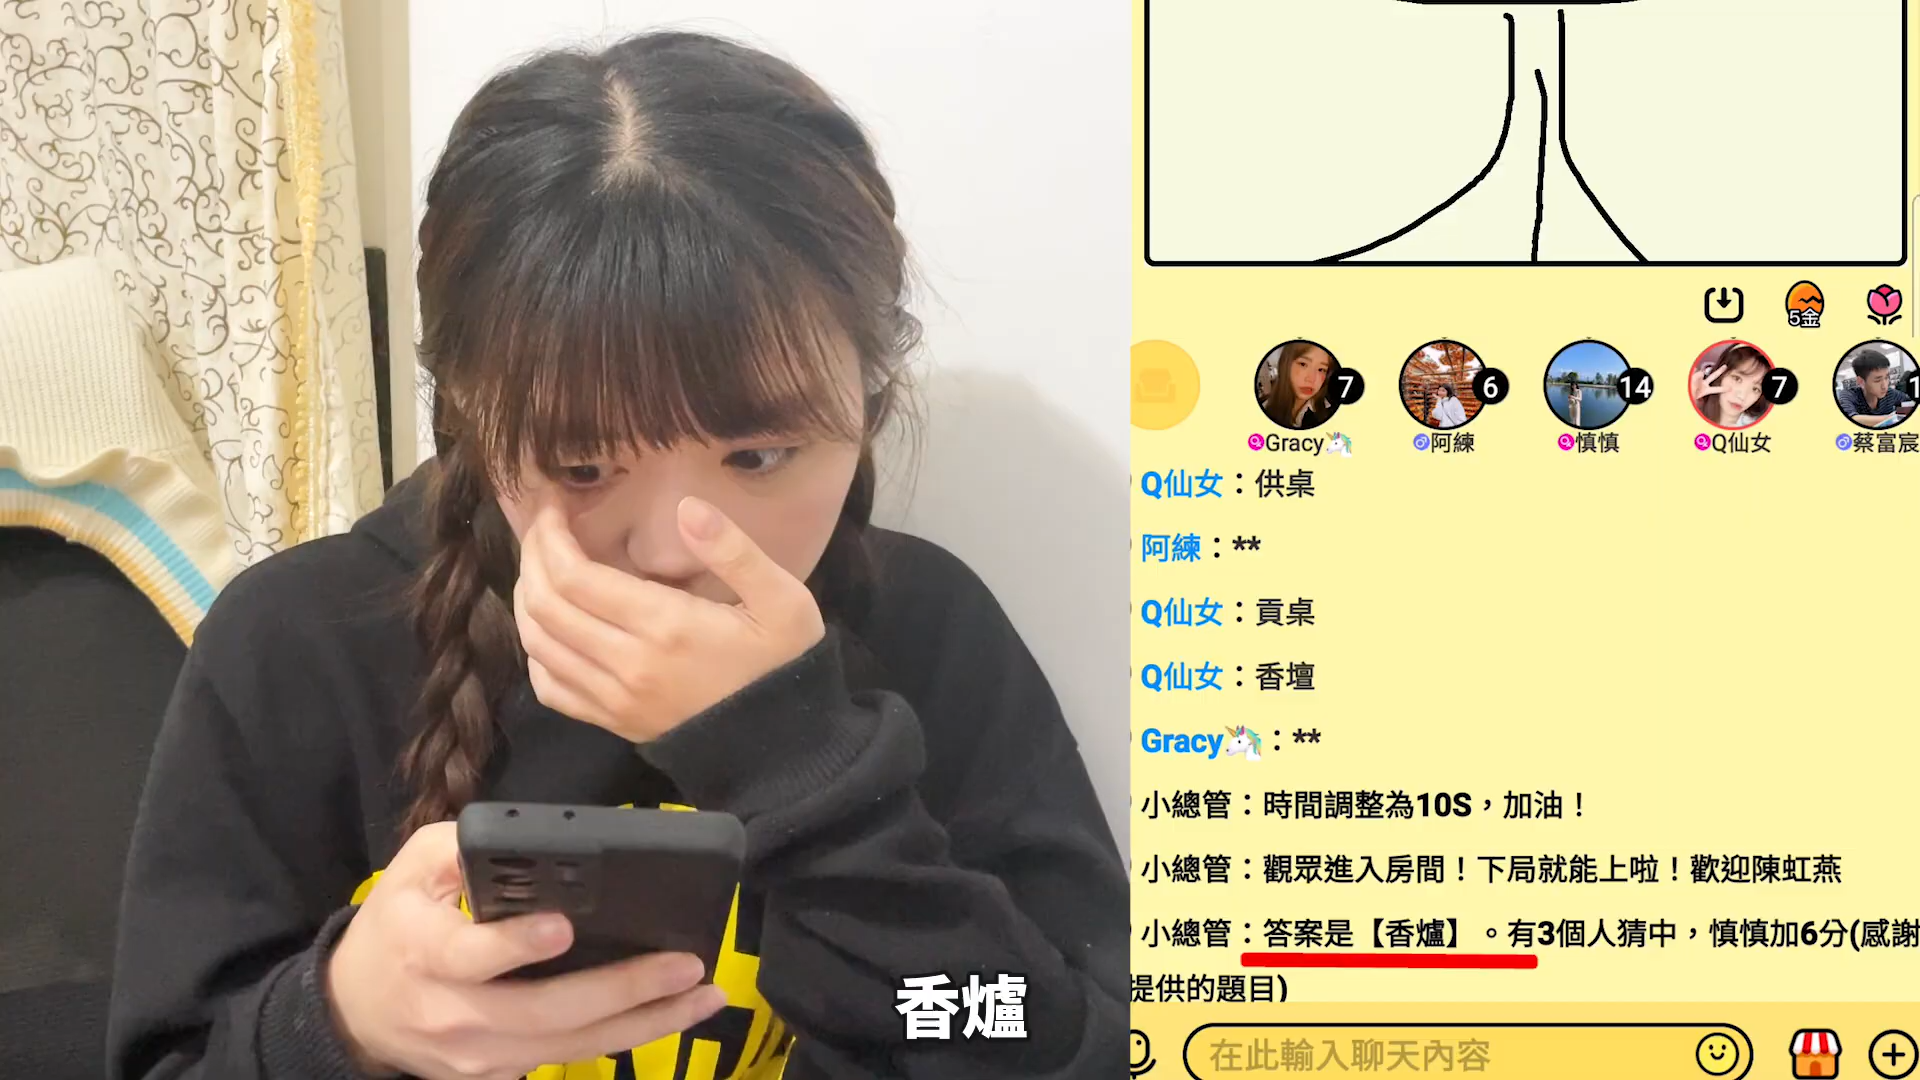 5金
7
6
14
7
1
Gracy🦄
阿練
慎慎
Q仙女
蔡富宸
Q仙女：供桌
阿練：**
Q仙女：貢桌
Q仙女：香壇
Gracy🦄：**
小總管：時間調整為10S，加油！
小總管：觀眾進入房間！下局就能上啦！歡迎陳虹燕
小總管：答案是【香爐】。有3個人猜中，慎慎加6分(感謝
提供的題目)
香爐
在此輸入聊天內容